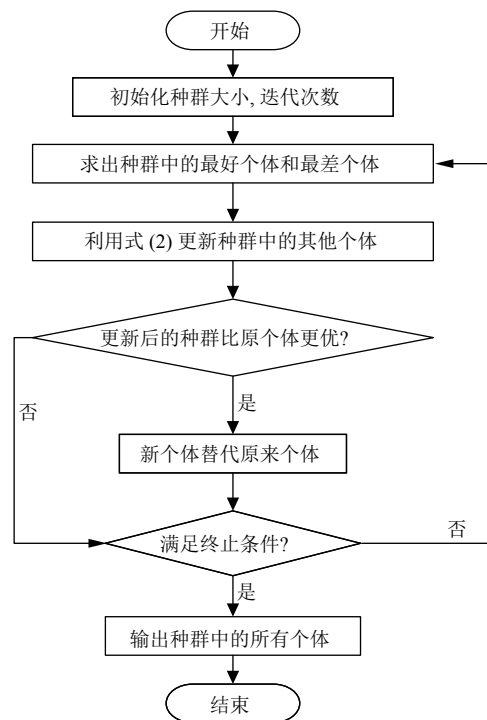 开始
初始化种群大小, 迭代次数
求出种群中的最好个体和最差个体
利用式 (2) 更新种群中的其他个体
更新后的种群比原个体更优?
否
是
新个体替代原来个体
满足终止条件?
否
是
输出种群中的所有个体
结束